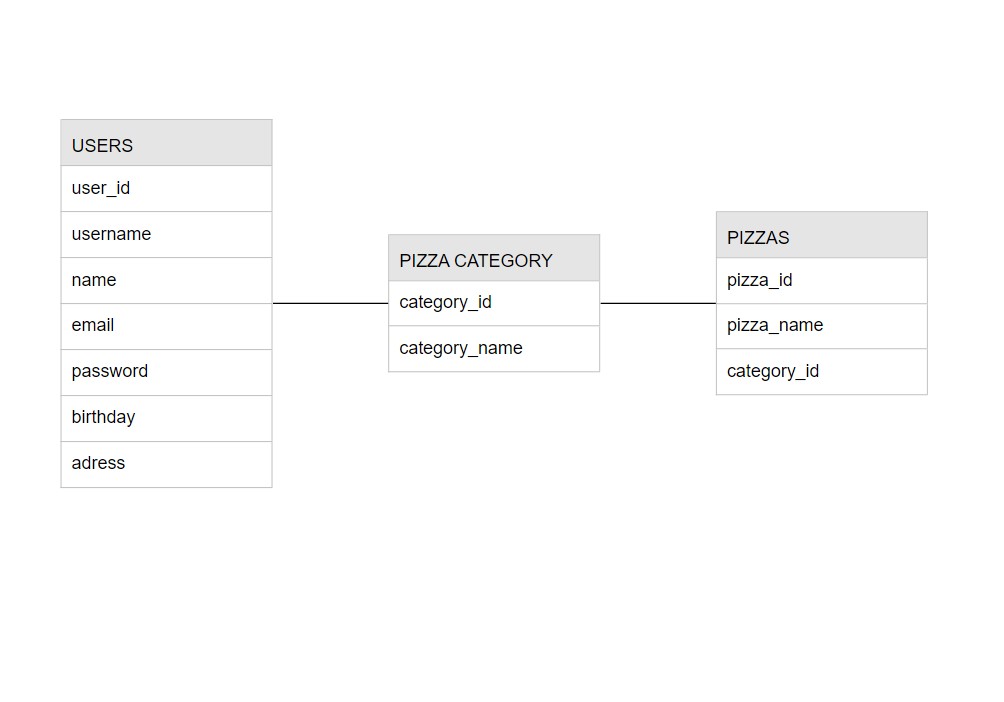 USERS
user_id
username
name
email
password
birthday
adress
PIZZA CATEGORY
category_id
category_name
PIZZAS
pizza_id
pizza_name
category_id